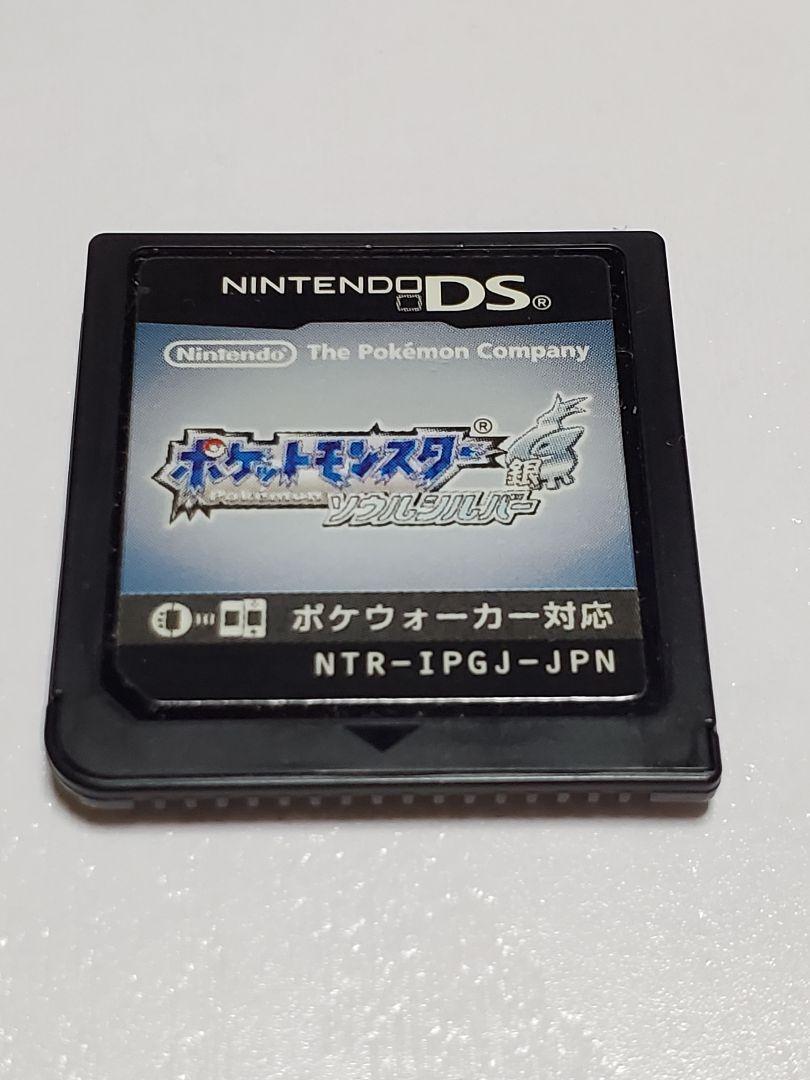 NINTENDO DS®
Nintendo® The Pokémon Company
ポケットモンスター®
Pokémon
銀
ソウルシルバー
ポケウォーカー対応
NTR-IPGJ-JPN